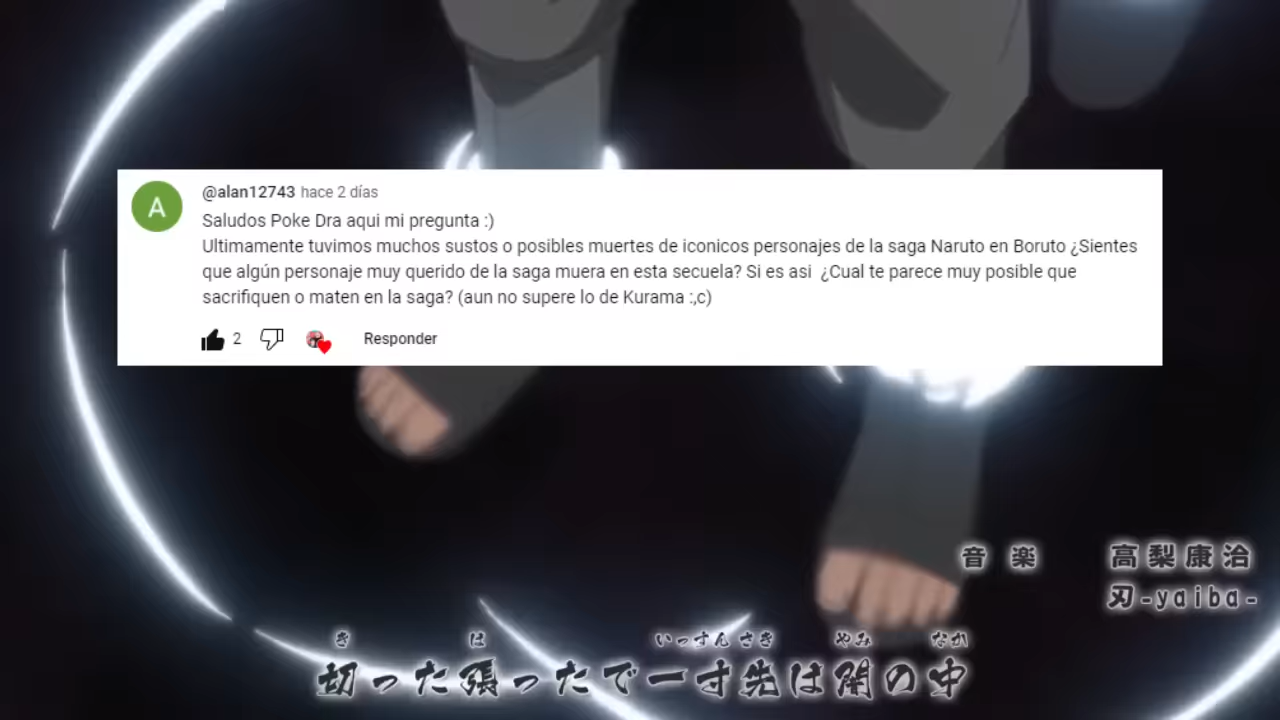 A
@alan12743 hace 2 días
Saludos Poke Dra aqui mi pregunta :)
Ultimamente tuvimos muchos sustos o posibles muertes de iconicos personajes de la saga Naruto en Boruto ¿Sientes
que algún personaje muy querido de la saga muera en esta secuela? Si es asi ¿Cual te parece muy posible que
sacrifiquen o maten en la saga? (aun no supere lo de Kurama :,c)
2 Responder
音楽 高梨康治
刃-yaiba-
き は いっすんさき やみ なか
切った張ったで一寸先は闇の中